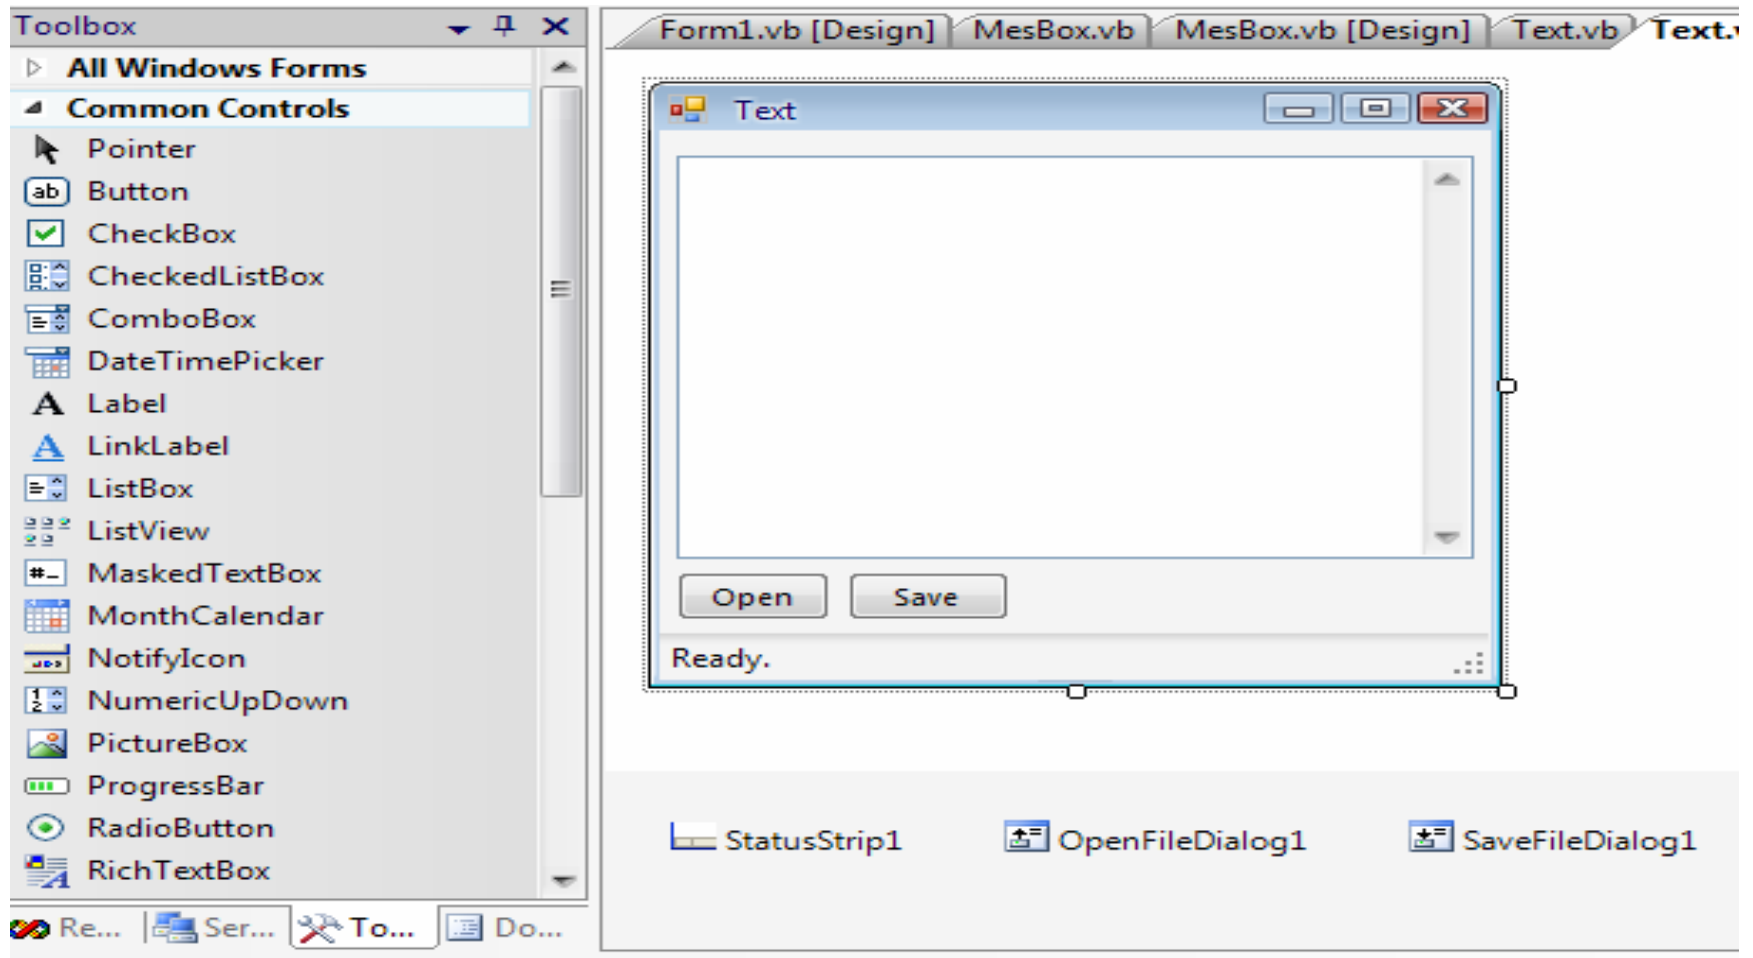 Toolbox
All Windows Forms
Common Controls
Pointer
ab Button
CheckBox
CheckedListBox
ComboBox
DateTimePicker
A Label
A LinkLabel
ListBox
ListView
#_ MaskedTextBox
MonthCalendar
NotifyIcon
NumericUpDown
PictureBox
ProgressBar
RadioButton
RichTextBox
Re... Ser... To... Do...
Form1.vb [Design] MesBox.vb MesBox.vb [Design] Text.vb Text.v
Text
Open Save
Ready.
StatusStrip1 OpenFileDialog1 SaveFileDialog1